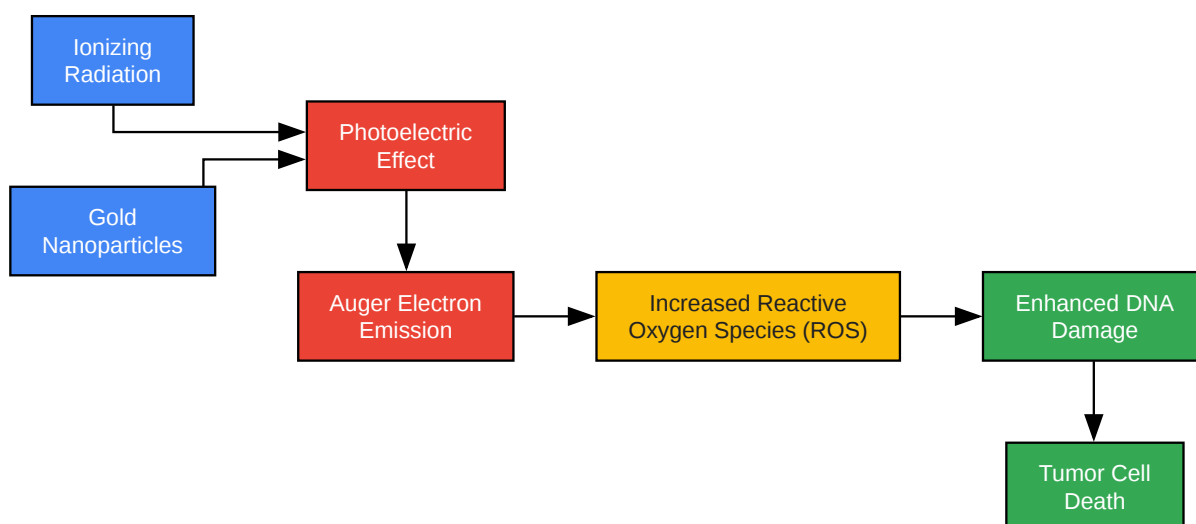 Ionizing
Radiation
Photoelectric
Effect
Gold
Nanoparticles
Auger Electron
Emission
Increased Reactive
Oxygen Species (ROS)
Enhanced DNA
Damage
Tumor Cell
Death